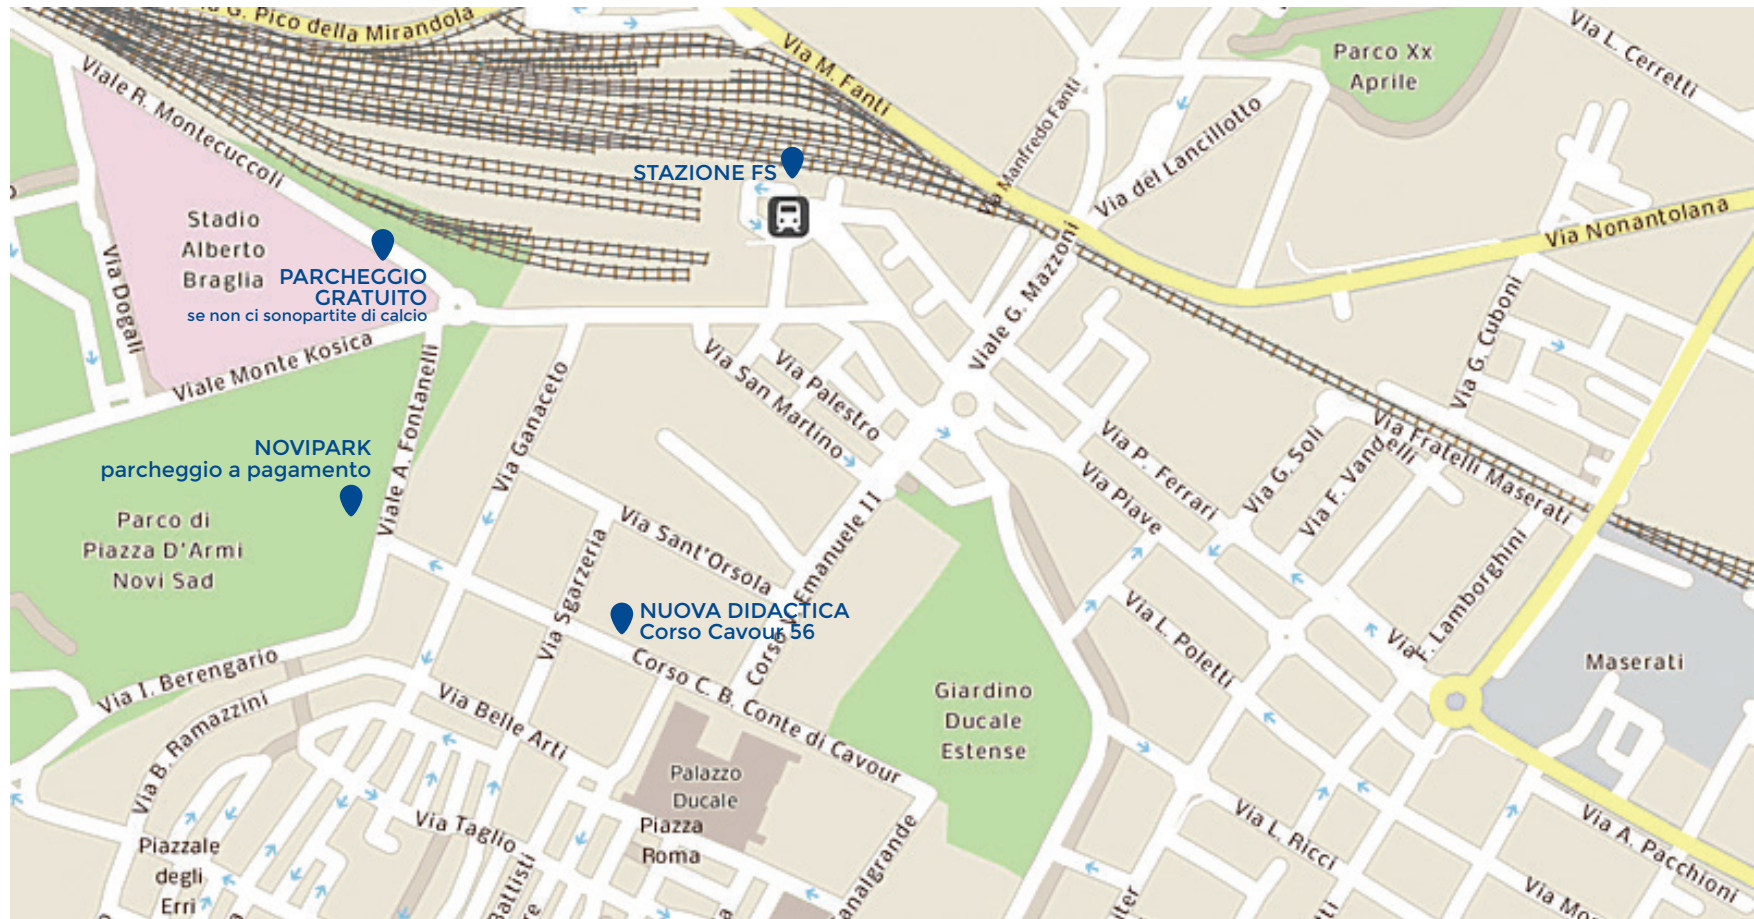 G. Pico della Mirandola
Via M. Fanti
Parco Xx
Aprile
Via L. Cerretti
Viale R. Montecuccoli
STAZIONE FS
Via Manfredo Fanti
Via del Lancillotto
Via Nonantolana
Stadio
Alberto
Braglia
Via Dogali
PARCHEGGIO
GRATUITO
se non ci sonopartite di calcio
Viale G. Mazzoni
Via G. Cuboni
Viale Monte Kosica
Viale A. Fontanelli
Via Ganaceto
Via San Martino
Via Palestro
NOVIPARK
parcheggio a pagamento
Via P. Ferrari
Via Piave
Via G. Soli
Via F. Vandelli
Via Fratelli Maserati
Parco di
Piazza D'Armi
Novi Sad
Via Sgarzeria
Via Sant'Orsola
Corso V. Emanuele II
NUOVA DIDACTICA
Corso Cavour 56
Via L. Poletti
Via F. Lamborghini
Maserati
Via I. Berengario
Via B. Ramazzini
Via Belle Arti
Corso C. B. Conte di Cavour
Giardino
Ducale
Estense
Palazzo
Ducale
Piazza
Roma
Via Taglio
Piazzale
degli
Erri
Battisti
analgrande
Via L. Ricci
Via A. Pacchioni